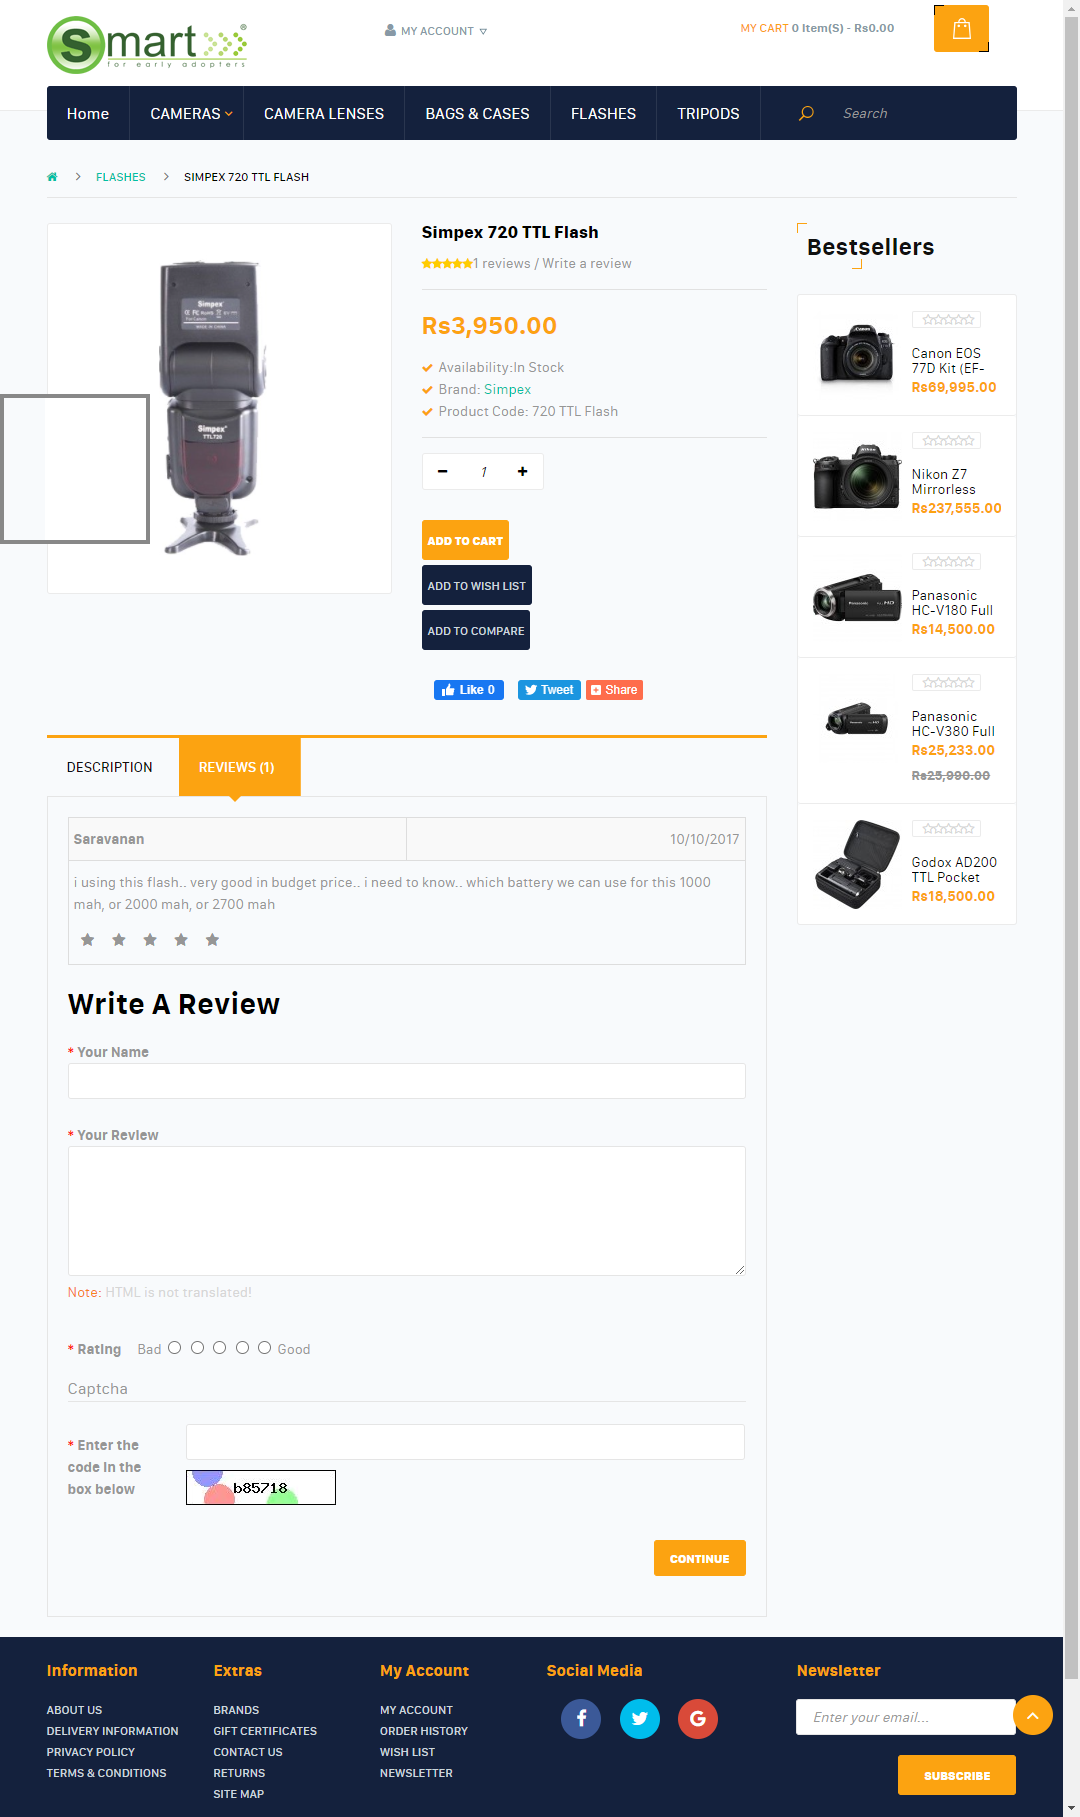 Smart
for early adopters
MY ACCOUNT
MY CART 0 Item(S) - Rs0.00
Home
CAMERAS
CAMERA LENSES
BAGS & CASES
FLASHES
TRIPODS
Search
FLASHES
SIMPEX 720 TTL FLASH
Simpex
For Canon
MADE IN CHINA
Simpex
TTL720
Simpex 720 TTL Flash
1 reviews / Write a review
Rs3,950.00
Availability:In Stock
Brand: Simpex
Product Code: 720 TTL Flash
1
ADD TO CART
ADD TO WISH LIST
ADD TO COMPARE
Like 0
Tweet
Share
Bestsellers
Canon EOS
77D Kit (EF-
Rs69,995.00
Nikon Z7
Mirrorless
Rs237,555.00
Panasonic
HC-V180 Full
Rs14,500.00
Panasonic
HC-V380 Full
Rs25,233.00
Rs25,990.00
Godox AD200
TTL Pocket
Rs18,500.00
DESCRIPTION
REVIEWS (1)
Saravanan
10/10/2017
i using this flash.. very good in budget price.. i need to know.. which battery we can use for this 1000
mah, or 2000 mah, or 2700 mah
Write A Review
* Your Name
* Your Review
Note: HTML is not translated!
* Rating Bad Good
Captcha
* Enter the
code in the
box below
b85718
CONTINUE
Information
ABOUT US
DELIVERY INFORMATION
PRIVACY POLICY
TERMS & CONDITIONS
Extras
BRANDS
GIFT CERTIFICATES
CONTACT US
RETURNS
SITE MAP
My Account
MY ACCOUNT
ORDER HISTORY
WISH LIST
NEWSLETTER
Social Media
Newsletter
Enter your email...
SUBSCRIBE